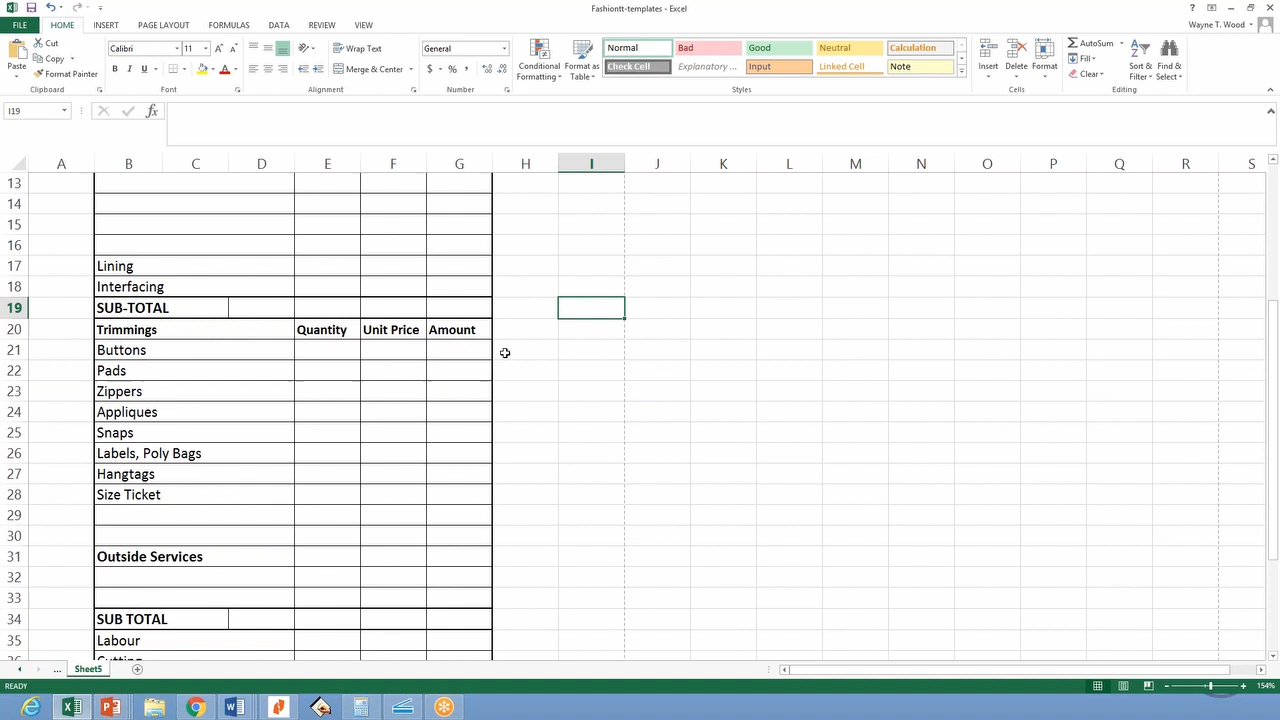 Fashiontt-templates - Excel
FILE HOME INSERT PAGE LAYOUT FORMULAS DATA REVIEW VIEW Wayne T. Wood
Paste Cut Copy Format Painter Clipboard
Calibri 11 B I U A A A Font
Wrap Text Merge & Center Alignment
General $ % , Number
Conditional Formatting Format as Table
Normal Bad Good Neutral Calculation
Check Cell Explanatory ... Input Linked Cell Note
Styles
Insert Delete Format Cells
AutoSum Fill Clear Sort & Filter Find & Select Editing
I19 fx
A B C D E F G H I J K L M N O P Q R S
13
14
15
16
17 Lining
18 Interfacing
19 SUB-TOTAL
20 Trimmings Quantity Unit Price Amount
21 Buttons
22 Pads
23 Zippers
24 Appliques
25 Snaps
26 Labels, Poly Bags
27 Hangtags
28 Size Ticket
29
30
31 Outside Services
32
33
34 SUB TOTAL
35 Labour
36 Cutting
... Sheet5
READY 154%